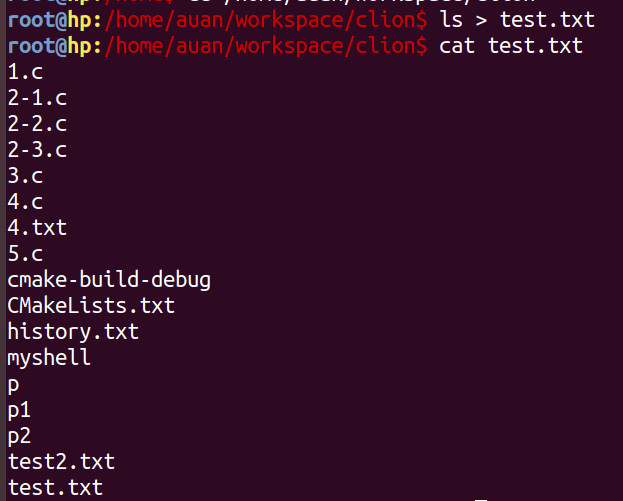 root@hp:/home/auan/workspace/clion$ ls > test.txt
root@hp:/home/auan/workspace/clion$ cat test.txt
1.c
2-1.c
2-2.c
2-3.c
3.c
4.c
4.txt
5.c
cmake-build-debug
CMakeLists.txt
history.txt
myshell
p
p1
p2
test2.txt
test.txt